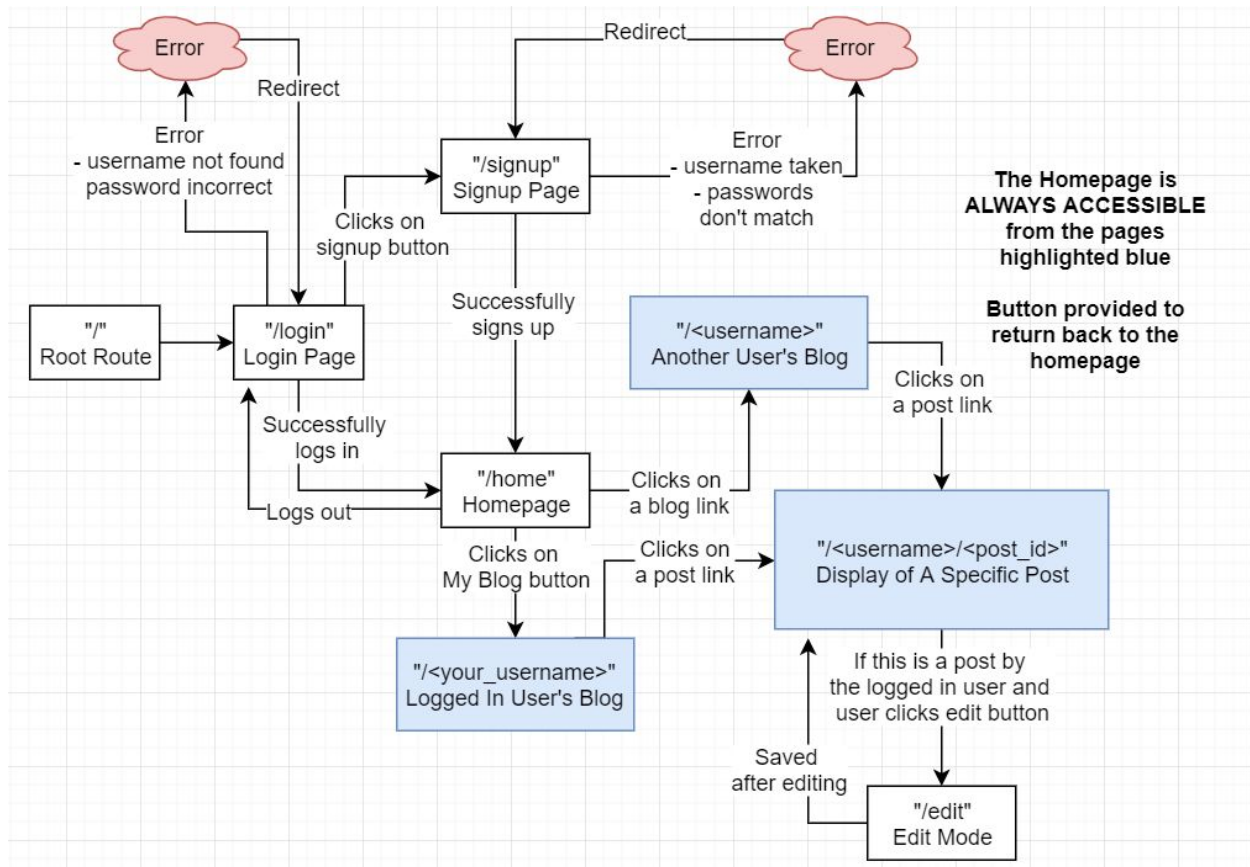 Error
Redirect
Error
- username not found
password incorrect
Redirect
Error
"/signup"
Signup Page
Error
- username taken
- passwords
don't match
The Homepage is
ALWAYS ACCESSIBLE
from the pages
highlighted blue
Button provided to
return back to the
homepage
Clicks on
signup button
"/"
Root Route
"/login"
Login Page
Successfully
signs up
"/<username>"
Another User's Blog
Clicks on
a post link
Successfully
logs in
Logs out
"/home"
Homepage
Clicks on
a blog link
Clicks on
My Blog button
Clicks on
a post link
"/<username>/<post_id>"
Display of A Specific Post
"/<your_username>"
Logged In User's Blog
If this is a post by
the logged in user and
user clicks edit button
Saved
after editing
"/edit"
Edit Mode